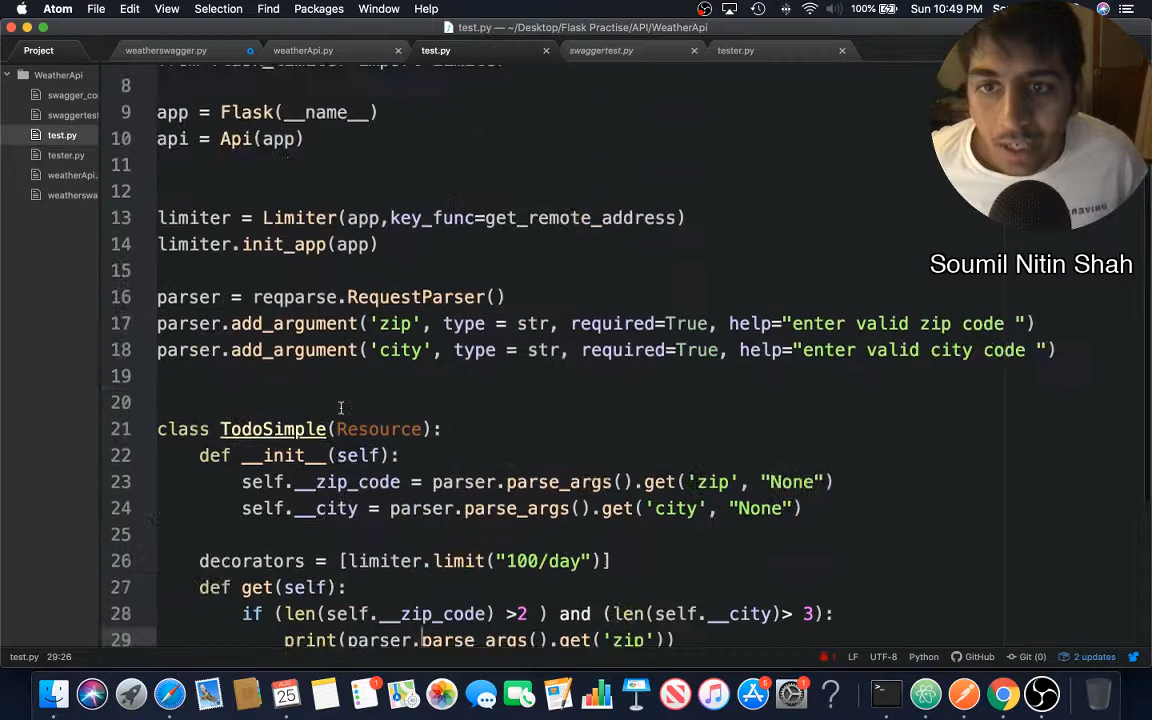 Atom File Edit View Selection Find Packages Window Help 100% Sun 10:49 PM
test.py — ~/Desktop/Flask Practise/API/WeatherApi
Project weatherswagger.py weatherApi.py test.py swaggertest.py tester.py
WeatherApi
swagger_co
swaggertest
test.py
tester.py
weatherApi.
weatherswa
8
9 app = Flask(__name__)
10 api = Api(app)
11
12
13 limiter = Limiter(app,key_func=get_remote_address)
14 limiter.init_app(app)
15
16 parser = reqparse.RequestParser()
17 parser.add_argument('zip', type = str, required=True, help="enter valid zip code ")
18 parser.add_argument('city', type = str, required=True, help="enter valid city code ")
19
20
21 class TodoSimple(Resource):
22 def __init__(self):
23 self.__zip_code = parser.parse_args().get('zip', "None")
24 self.__city = parser.parse_args().get('city', "None")
25
26 decorators = [limiter.limit("100/day")]
27 def get(self):
28 if (len(self.__zip_code) >2 ) and (len(self.__city)> 3):
29 print(parser.parse_args().get('zip'))
Soumil Nitin Shah
test.py 29:26 1 LF UTF-8 Python GitHub Git (0) 2 updates